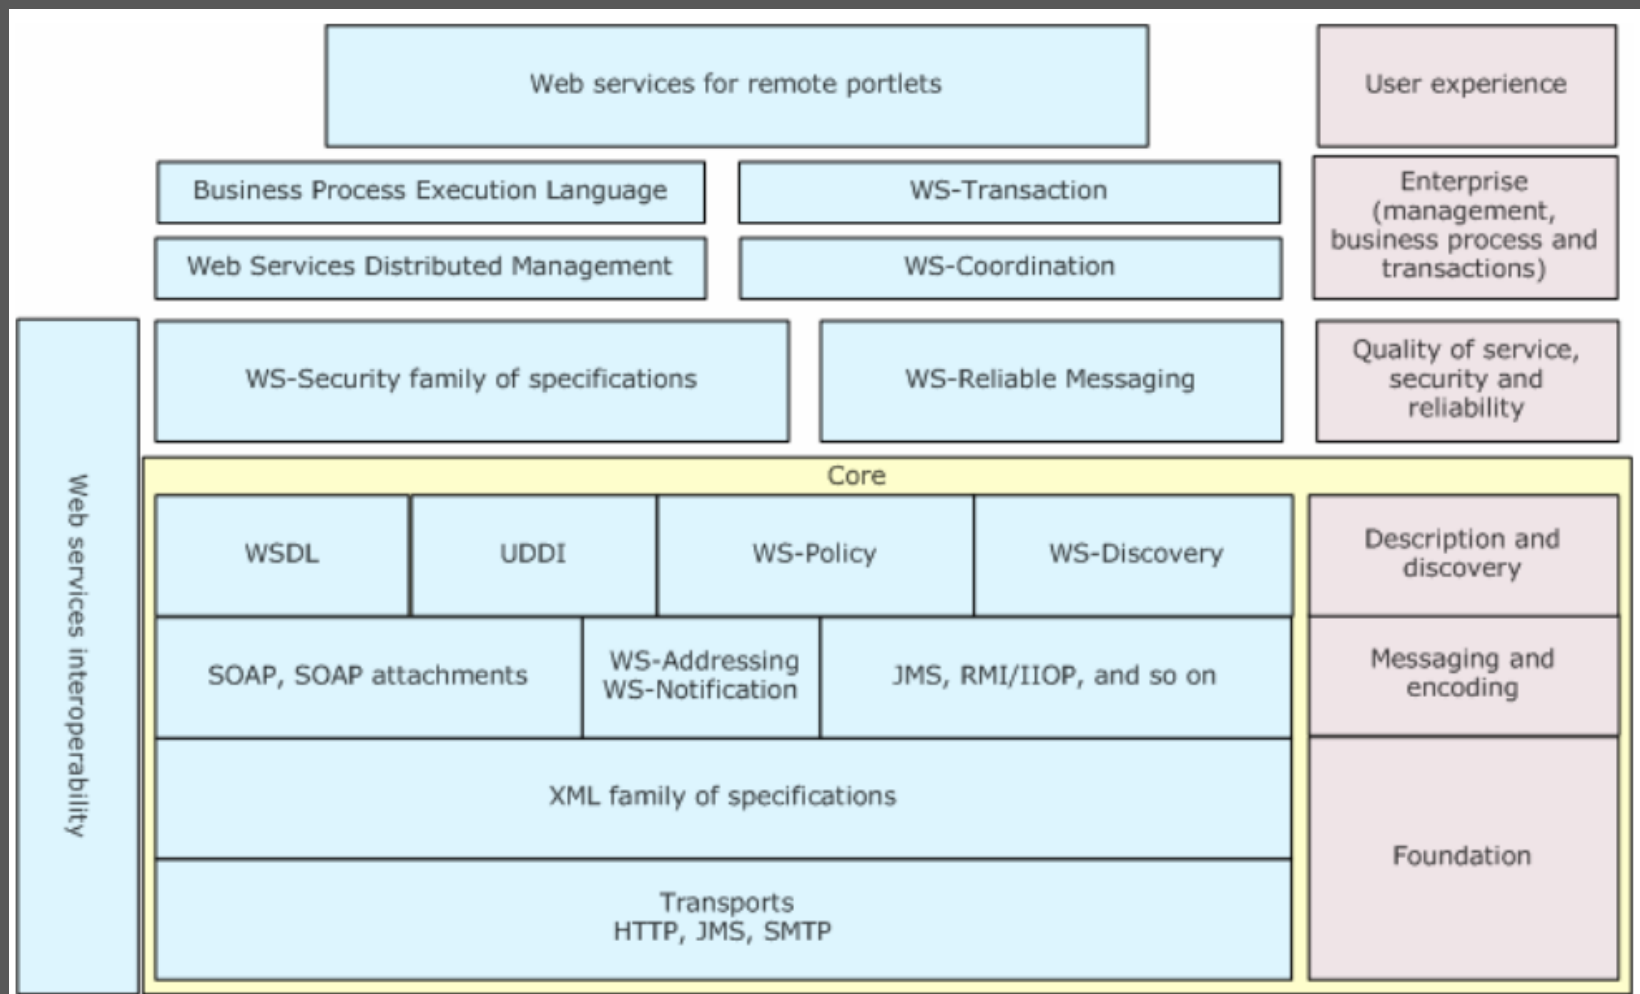 Web services for remote portlets
User experience
Business Process Execution Language
WS-Transaction
Enterprise
(management,
business process and
transactions)
Web Services Distributed Management
WS-Coordination
Web services interoperability
WS-Security family of specifications
WS-Reliable Messaging
Quality of service,
security and
reliability
Core
WSDL
UDDI
WS-Policy
WS-Discovery
Description and
discovery
SOAP, SOAP attachments
WS-Addressing
WS-Notification
JMS, RMI/IIOP, and so on
Messaging and
encoding
XML family of specifications
Foundation
Transports
HTTP, JMS, SMTP